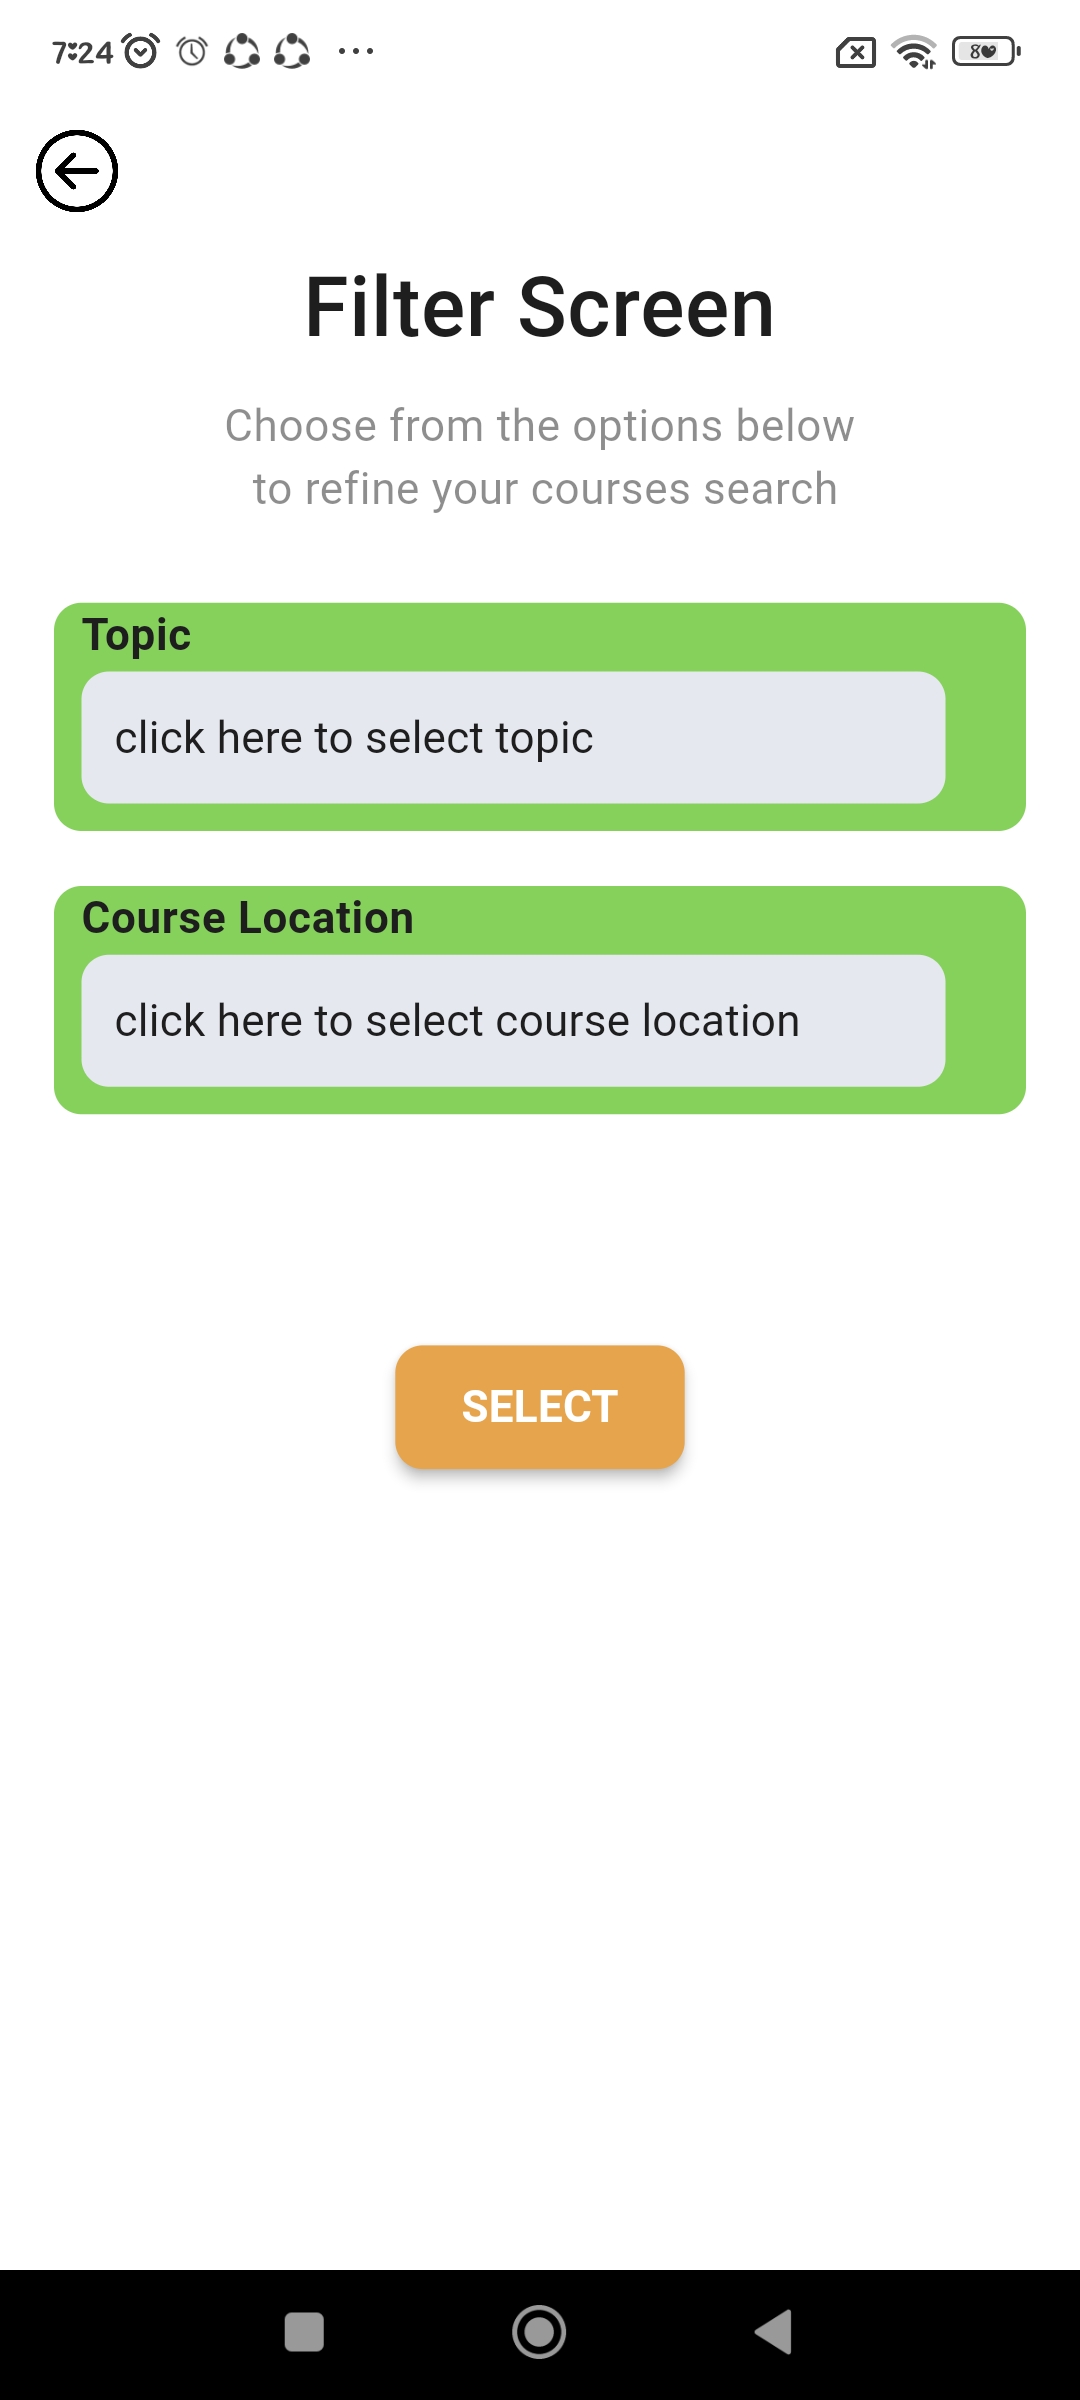 7:24
Filter Screen
Choose from the options below
to refine your courses search
Topic
click here to select topic
Course Location
click here to select course location
SELECT